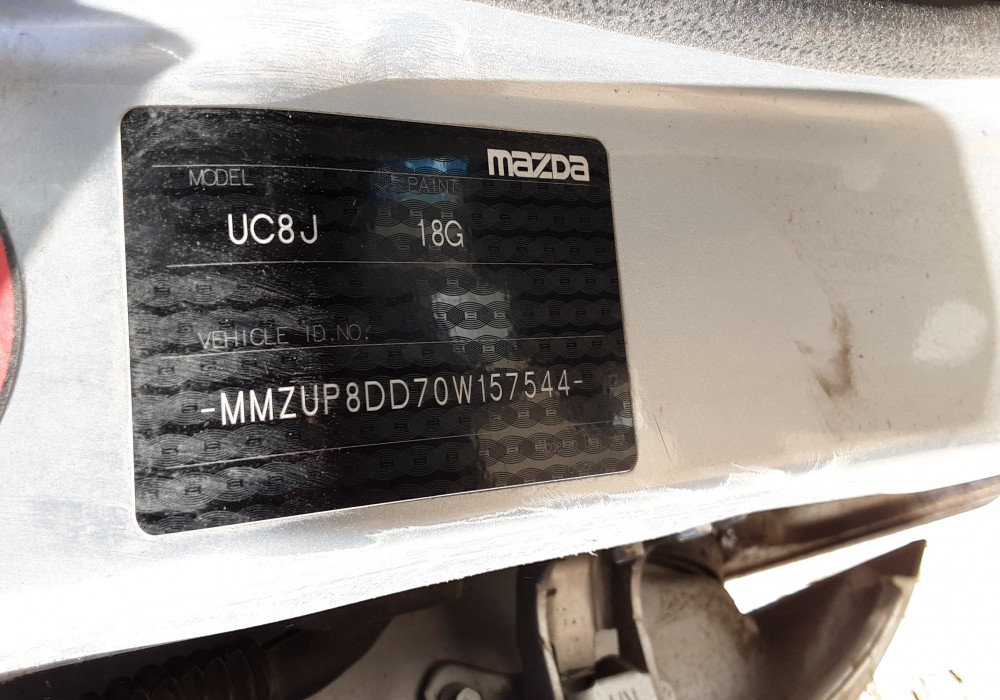 mazda
MODEL PAINT
UC8J 18G
VEHICLE ID.NO.
-MMZUP8DD70W157544-